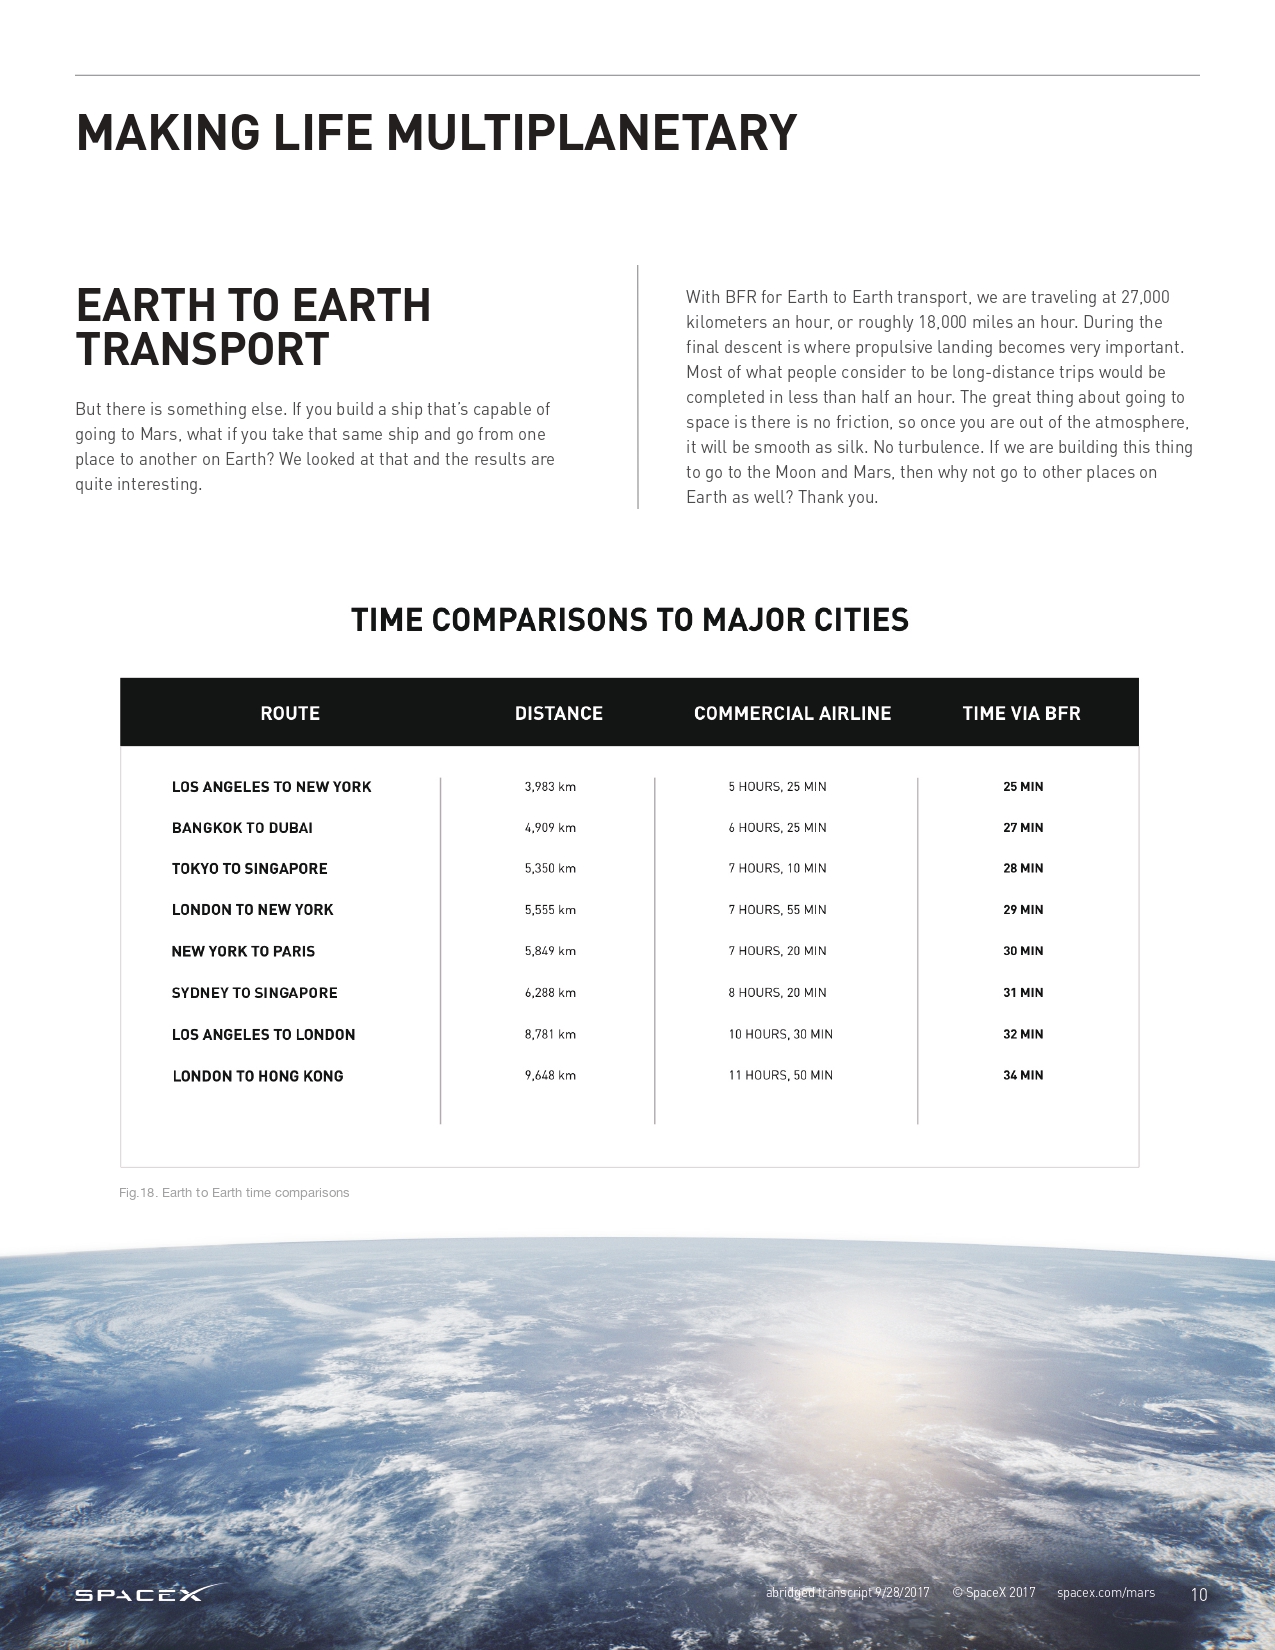 MAKING LIFE MULTIPLANETARY
EARTH TO EARTH
TRANSPORT
But there is something else. If you build a ship that’s capable of
going to Mars, what if you take that same ship and go from one
place to another on Earth? We looked at that and the results are
quite interesting.
With BFR for Earth to Earth transport, we are traveling at 27,000
kilometers an hour, or roughly 18,000 miles an hour. During the
final descent is where propulsive landing becomes very important.
Most of what people consider to be long-distance trips would be
completed in less than half an hour. The great thing about going to
space is there is no friction, so once you are out of the atmosphere,
it will be smooth as silk. No turbulence. If we are building this thing
to go to the Moon and Mars, then why not go to other places on
Earth as well? Thank you.
TIME COMPARISONS TO MAJOR CITIES
ROUTE DISTANCE COMMERCIAL AIRLINE TIME VIA BFR
LOS ANGELES TO NEW YORK 3,983 km 5 HOURS, 25 MIN 25 MIN
BANGKOK TO DUBAI 4,909 km 6 HOURS, 25 MIN 27 MIN
TOKYO TO SINGAPORE 5,350 km 7 HOURS, 10 MIN 28 MIN
LONDON TO NEW YORK 5,555 km 7 HOURS, 55 MIN 29 MIN
NEW YORK TO PARIS 5,849 km 7 HOURS, 20 MIN 30 MIN
SYDNEY TO SINGAPORE 6,288 km 8 HOURS, 20 MIN 31 MIN
LOS ANGELES TO LONDON 8,781 km 10 HOURS, 30 MIN 32 MIN
LONDON TO HONG KONG 9,648 km 11 HOURS, 50 MIN 34 MIN
Fig.18. Earth to Earth time comparisons
SPACEX abridged transcript 9/28/2017 © SpaceX 2017 spacex.com/mars 10